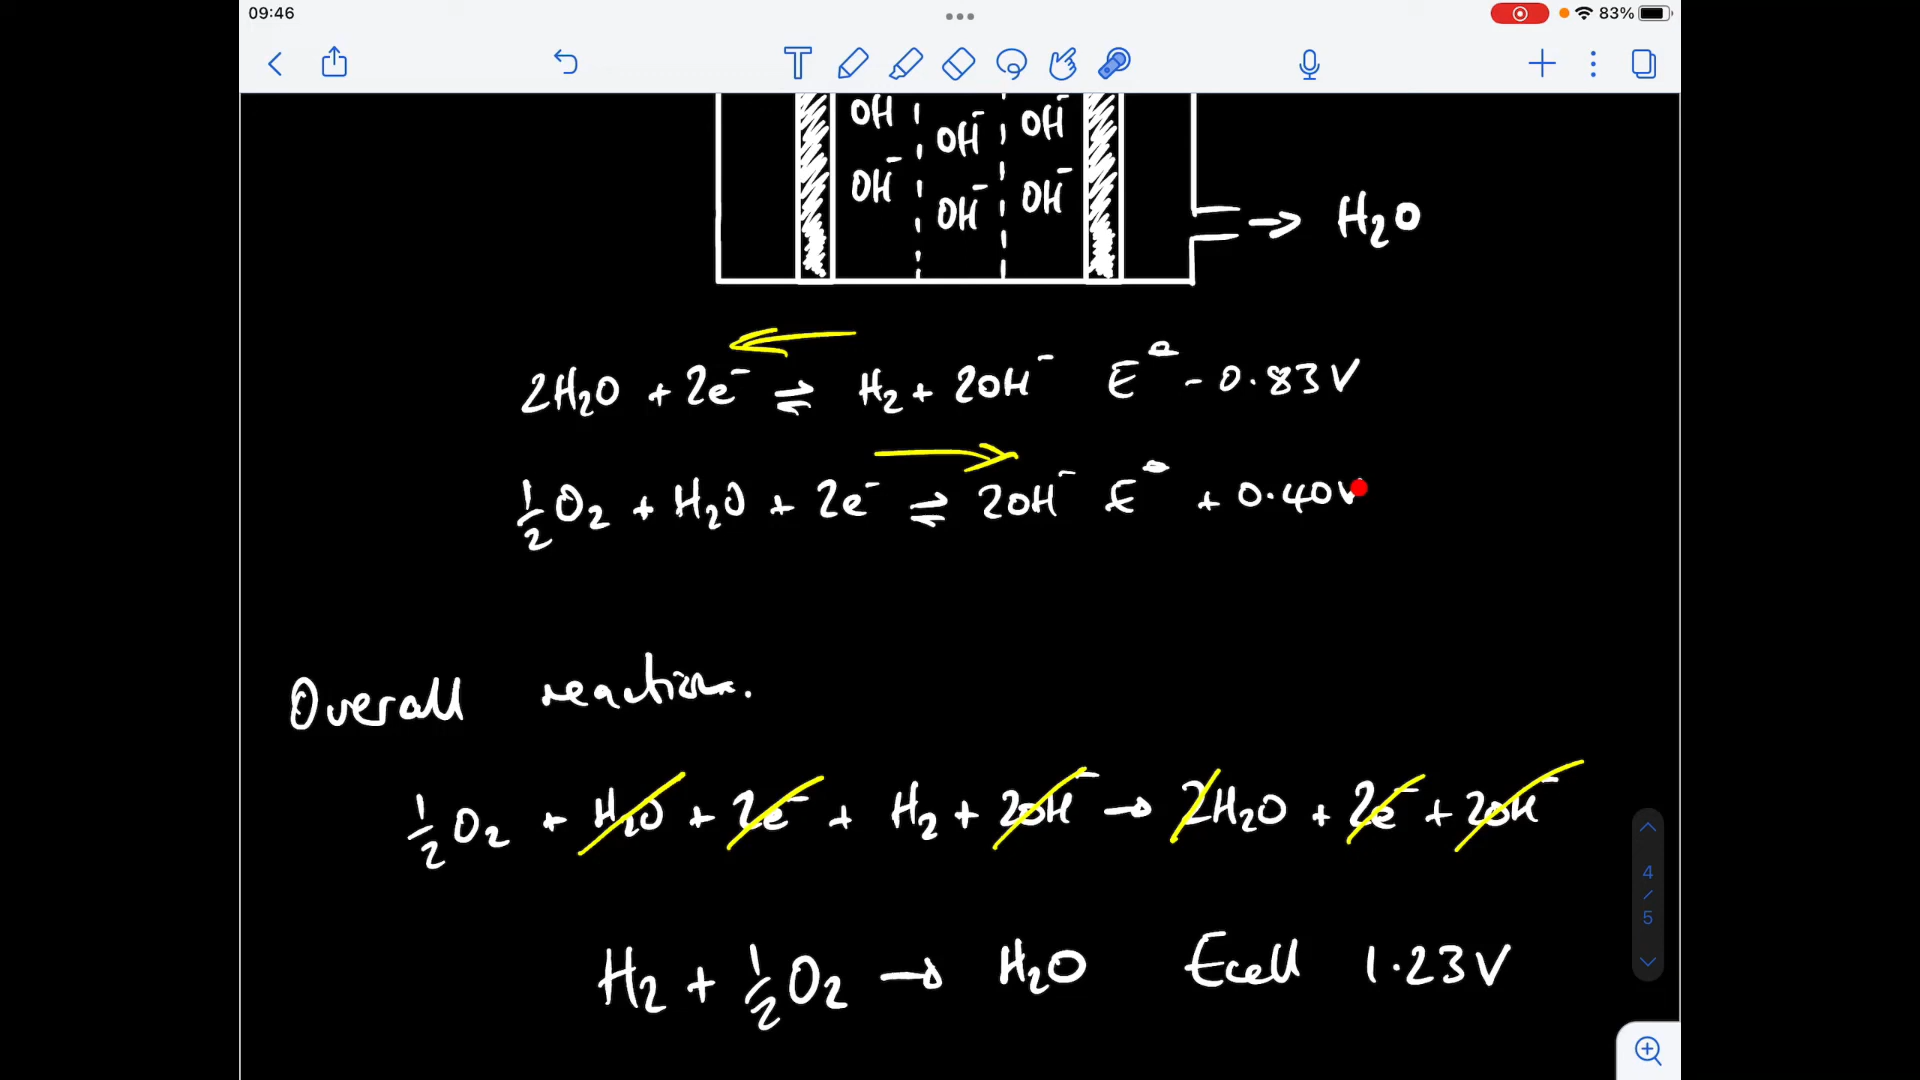 09:46
83%
T
OH OH⁻ OH⁻
OH⁻ OH⁻ OH⁻
→ H₂O
2H₂O + 2e⁻ ⇌ H₂ + 2OH⁻ E⦵ - 0.83V
½O₂ + H₂O + 2e⁻ ⇌ 2OH⁻ E⦵ + 0.40V
Overall reaction.
½O₂ + H₂O + 2e⁻ + H₂ + 2OH⁻ → 2H₂O + 2e⁻ + 2OH⁻
H₂ + ½O₂ → H₂O Ecell 1.23V
4
/
5